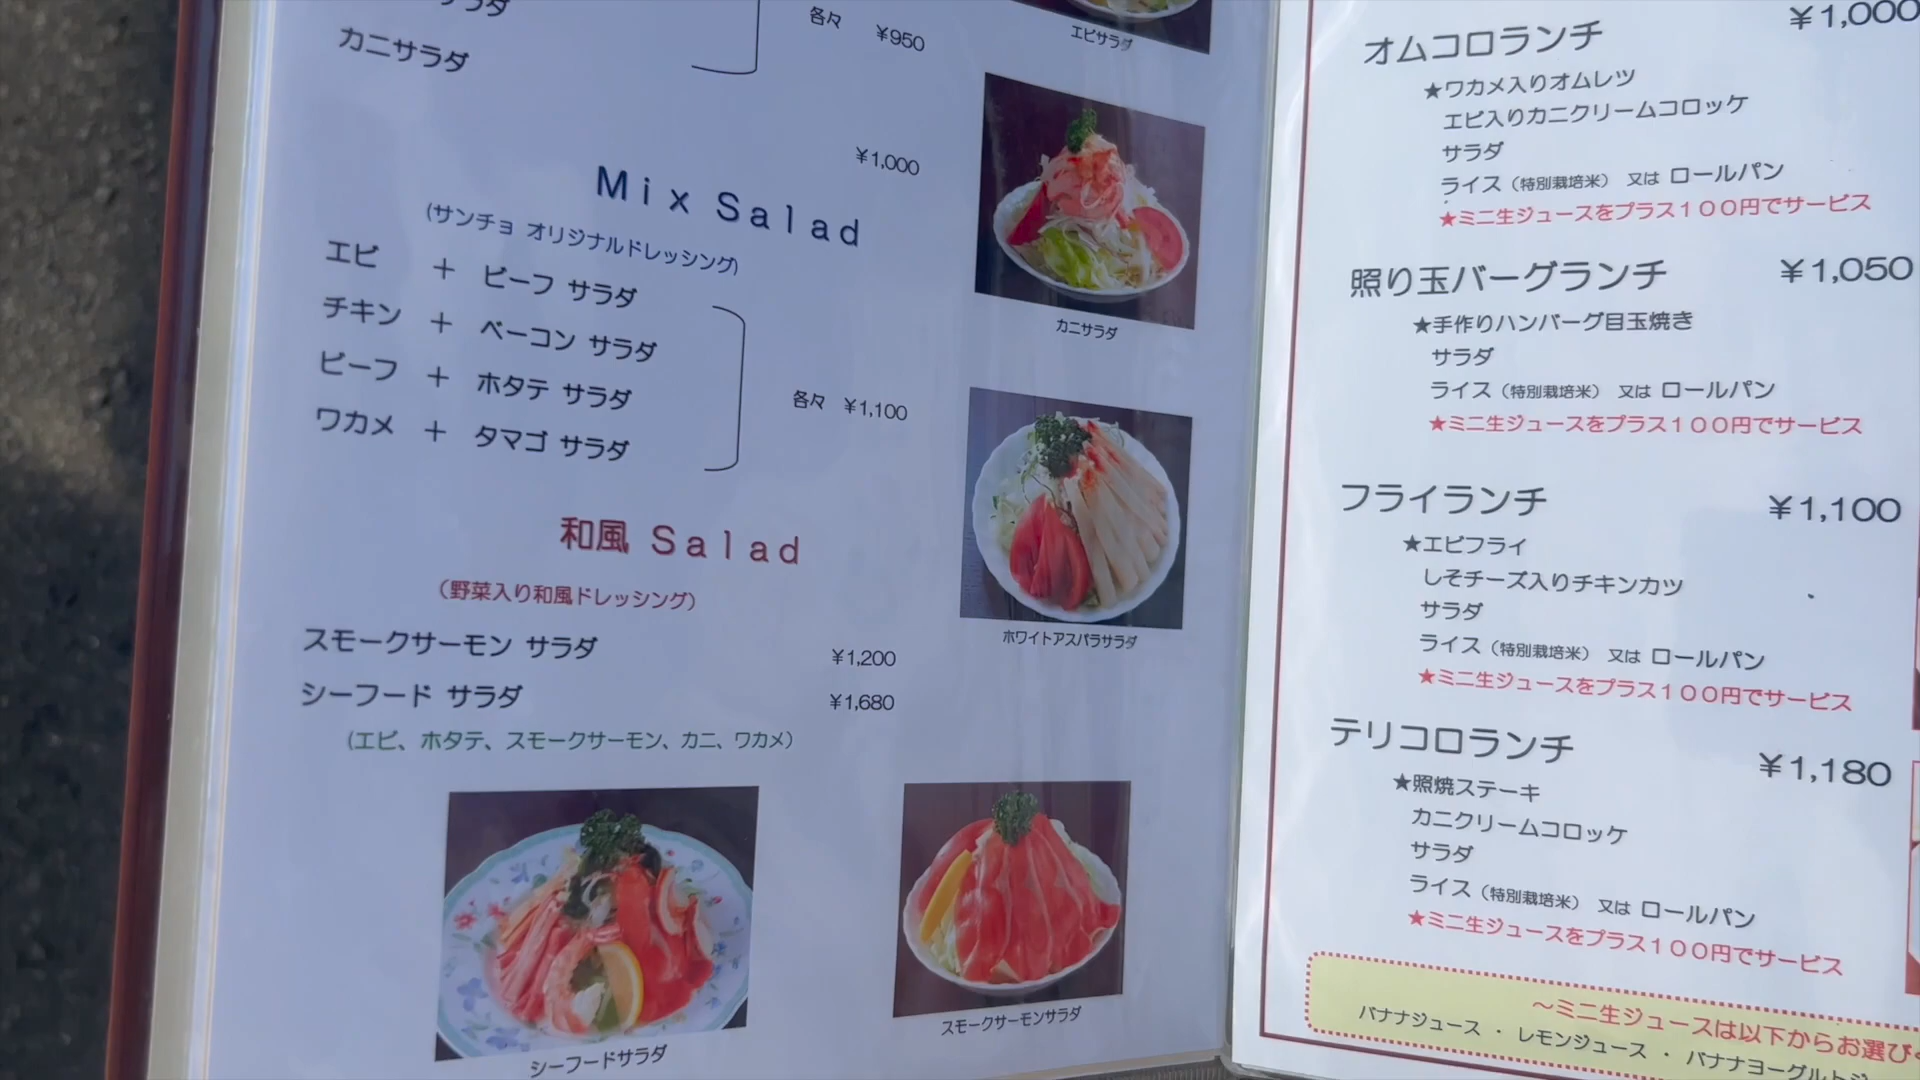 カニサラダ
各々 ¥950
エビサラダ
¥1,000
Mix Salad
(サンチョ オリジナルドレッシング)
エビ + ビーフ サラダ
チキン + ベーコン サラダ
ビーフ + ホタテ サラダ
ワカメ + タマゴ サラダ
各々 ¥1,100
カニサラダ
ホワイトアスパラサラダ
和風 Salad
(野菜入り和風ドレッシング)
スモークサーモン サラダ ¥1,200
シーフード サラダ ¥1,680
(エビ、ホタテ、スモークサーモン、カニ、ワカメ)
シーフードサラダ
スモークサーモンサラダ
オムコロランチ ¥1,000
★ワカメ入りオムレツ
エビ入りカニクリームコロッケ
サラダ
ライス(特別栽培米) 又は ロールパン
★ミニ生ジュースをプラス100円でサービス
照り玉バーグランチ ¥1,050
★手作りハンバーグ目玉焼き
サラダ
ライス(特別栽培米) 又は ロールパン
★ミニ生ジュースをプラス100円でサービス
フライランチ ¥1,100
★エビフライ
しそチーズ入りチキンカツ
サラダ
ライス(特別栽培米) 又は ロールパン
★ミニ生ジュースをプラス100円でサービス
テリコロランチ ¥1,180
★照焼ステーキ
カニクリームコロッケ
サラダ
ライス(特別栽培米) 又は ロールパン
★ミニ生ジュースをプラス100円でサービス
〜ミニ生ジュースは以下からお選び
バナナジュース ・ レモンジュース ・ バナナヨーグルト